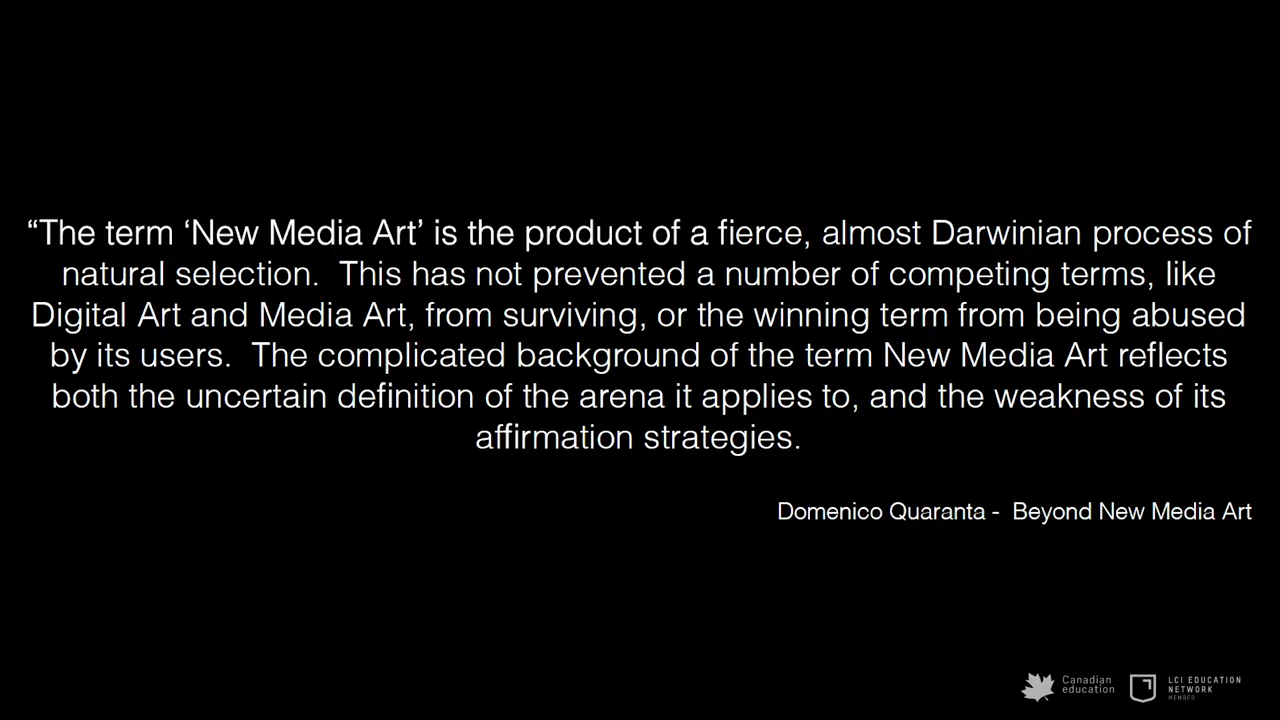 “The term ‘New Media Art’ is the product of a fierce, almost Darwinian process of
natural selection.  This has not prevented a number of competing terms, like
Digital Art and Media Art, from surviving, or the winning term from being abused
by its users.  The complicated background of the term New Media Art reflects
both the uncertain definition of the arena it applies to, and the weakness of its
affirmation strategies.
Domenico Quaranta -  Beyond New Media Art
Canadian
education
LCI EDUCATION
NETWORK
MEMBER